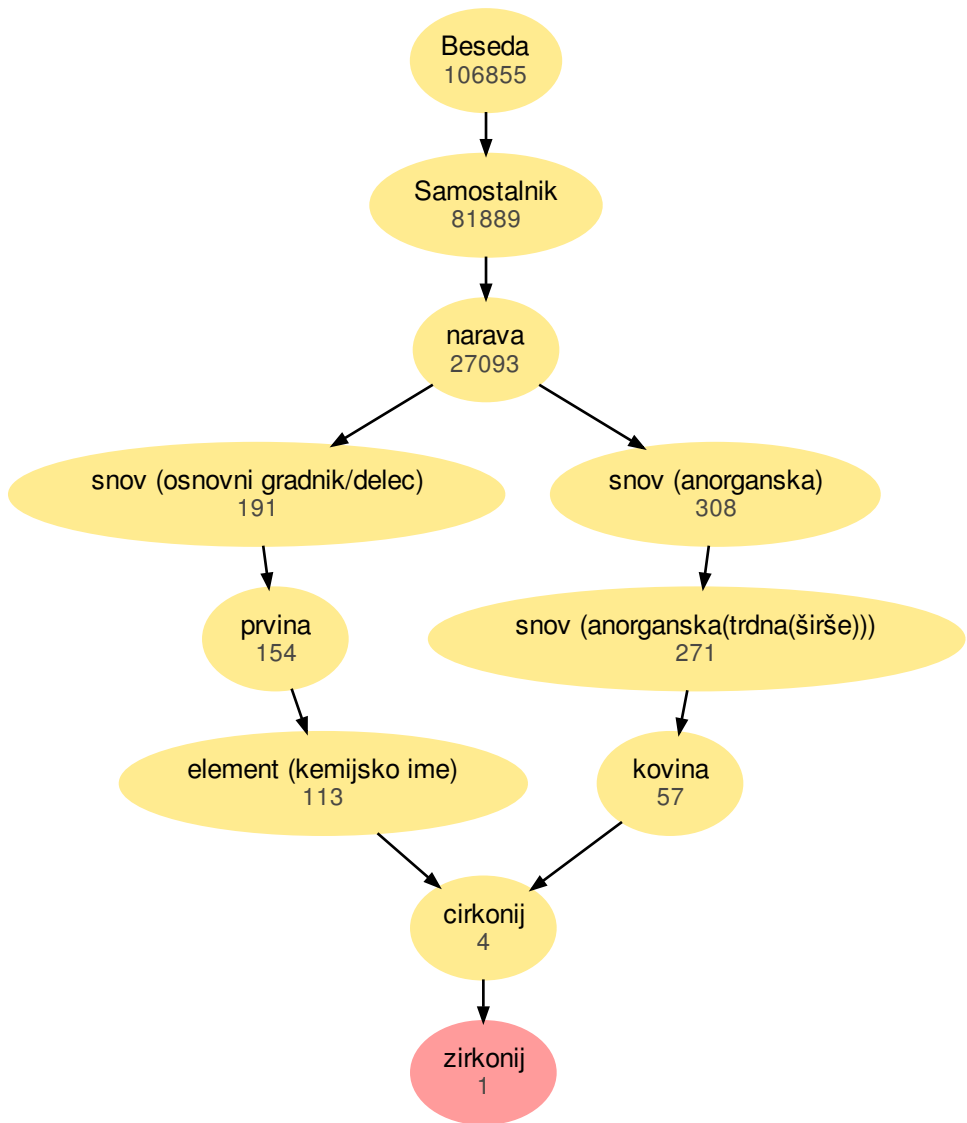 Beseda
106855
Samostalnik
81889
narava
27093
snov (osnovni gradnik/delec)
191
snov (anorganska)
308
prvina
154
snov (anorganska(trdna(širše)))
271
element (kemijsko ime)
113
kovina
57
cirkonij
4
zirkonij
1